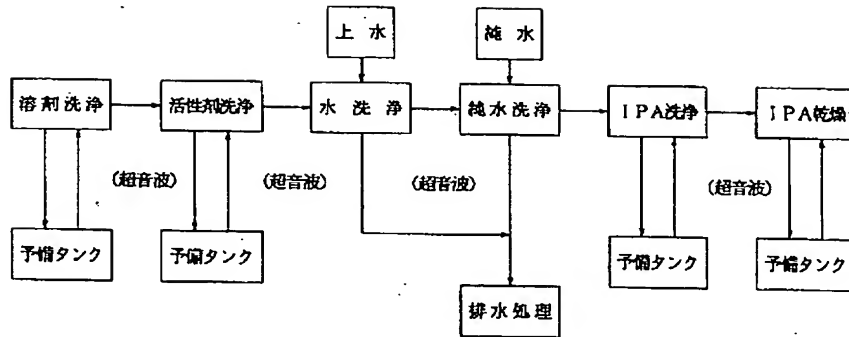 上水
純水
溶剤洗浄
活性剤洗浄
水洗浄
純水洗浄
IPA洗浄
IPA乾燥
(超音波)
(超音波)
(超音波)
(超音波)
予備タンク
予備タンク
予備タンク
予備タンク
排水処理